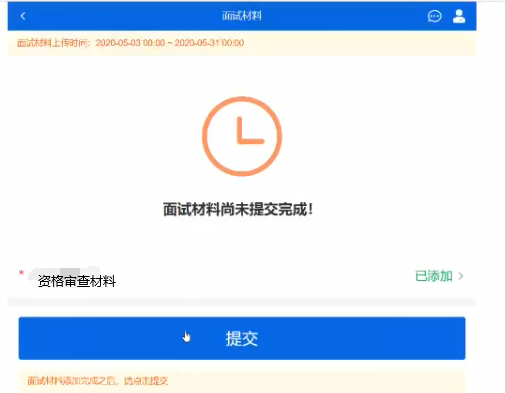 面试材料
面试材料上传时间：2020-05-03 00:00 ~ 2020-05-31 00:00
面试材料尚未提交完成！
* 资格审查材料 已添加
提交
面试材料添加完成之后，请点击提交